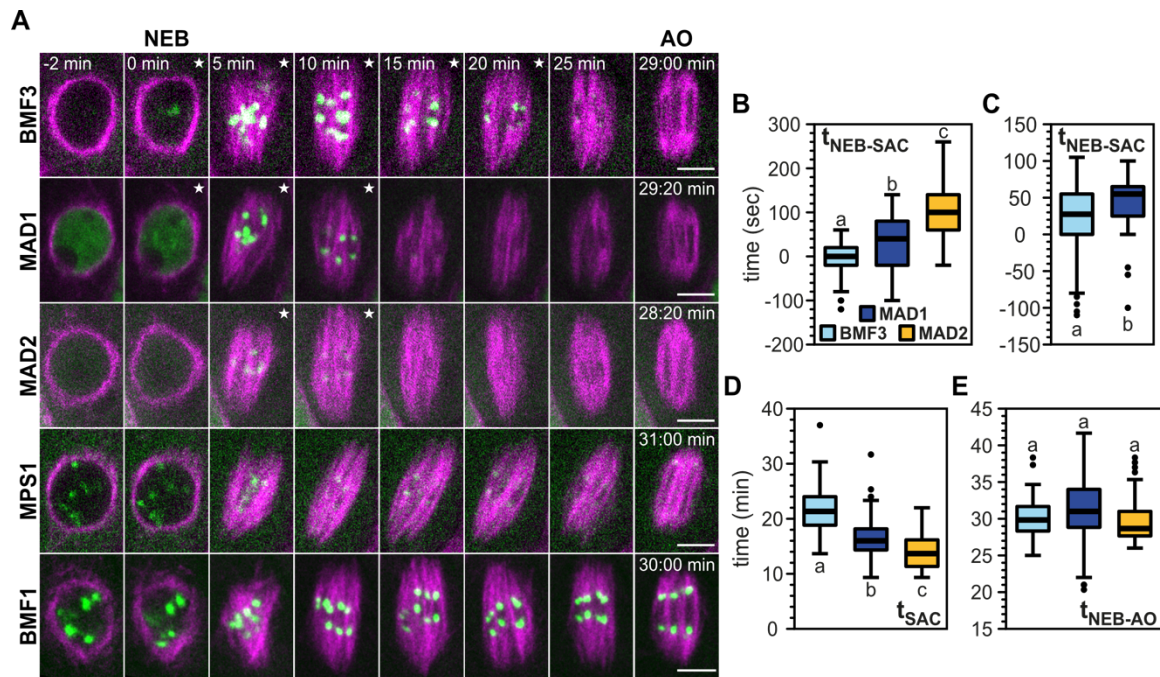 A
NEB
AO
-2 min
0 min ★
5 min ★
10 min ★
15 min ★
20 min ★
25 min
29:00 min
BMF3
★
★
★
29:20 min
MAD1
★
★
28:20 min
MAD2
31:00 min
MPS1
30:00 min
BMF1
B
tNEB-SAC
300
200
100
0
-100
-200
time (sec)
a
b
c
MAD1
BMF3
MAD2
C
tNEB-SAC
150
100
50
0
-50
-100
-150
a
b
D
40
30
20
10
0
time (min)
a
b
c
tSAC
E
45
40
35
30
25
20
15
a
a
a
tNEB-AO